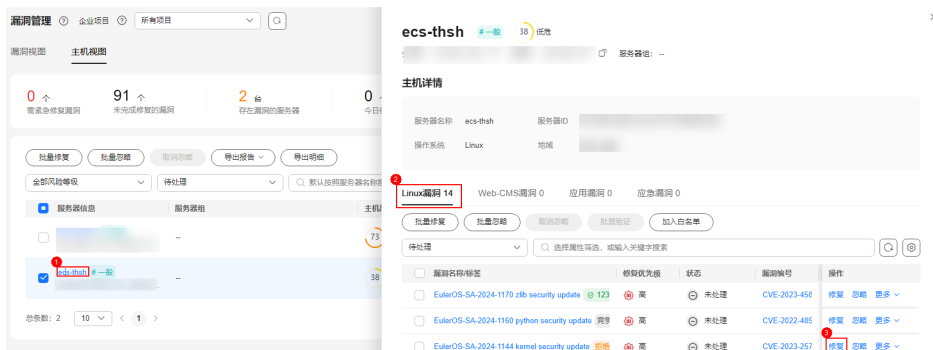 漏洞管理 企业项目 所有项目
漏洞视图 主机视图
0 个
需紧急修复漏洞
91 个
未完成修复的漏洞
2 台
存在漏洞的服务器
0
批量修复 批量忽略 取消忽略 导出报告 导出明细
全部风险等级 待处理 默认按照服务器名称
服务器信息 服务器组
--
73
1
ecs-thsh # 一般 -- 38
总条数: 2 10 < 1 >
ecs-thsh # 一般 38 低危
服务器组: --
主机详情
服务器名称 ecs-thsh 服务器ID
操作系统 Linux 地域
2
Linux漏洞 14 Web-CMS漏洞 0 应用漏洞 0 应急漏洞 0
批量修复 批量忽略 取消忽略 批量验证 加入白名单
待处理 选择属性筛选，或输入关键字搜索
漏洞名称/标签 修复优先级 状态 漏洞编号 操作
EulerOS-SA-2024-1170 zlib security update 123 高 未处理 CVE-2023-458 修复 忽略 更多
EulerOS-SA-2024-1160 python security update 高 未处理 CVE-2022-485 修复 忽略 更多
3
EulerOS-SA-2024-1144 kernel security update 拒绝 高 未处理 CVE-2023-257 修复 忽略 更多